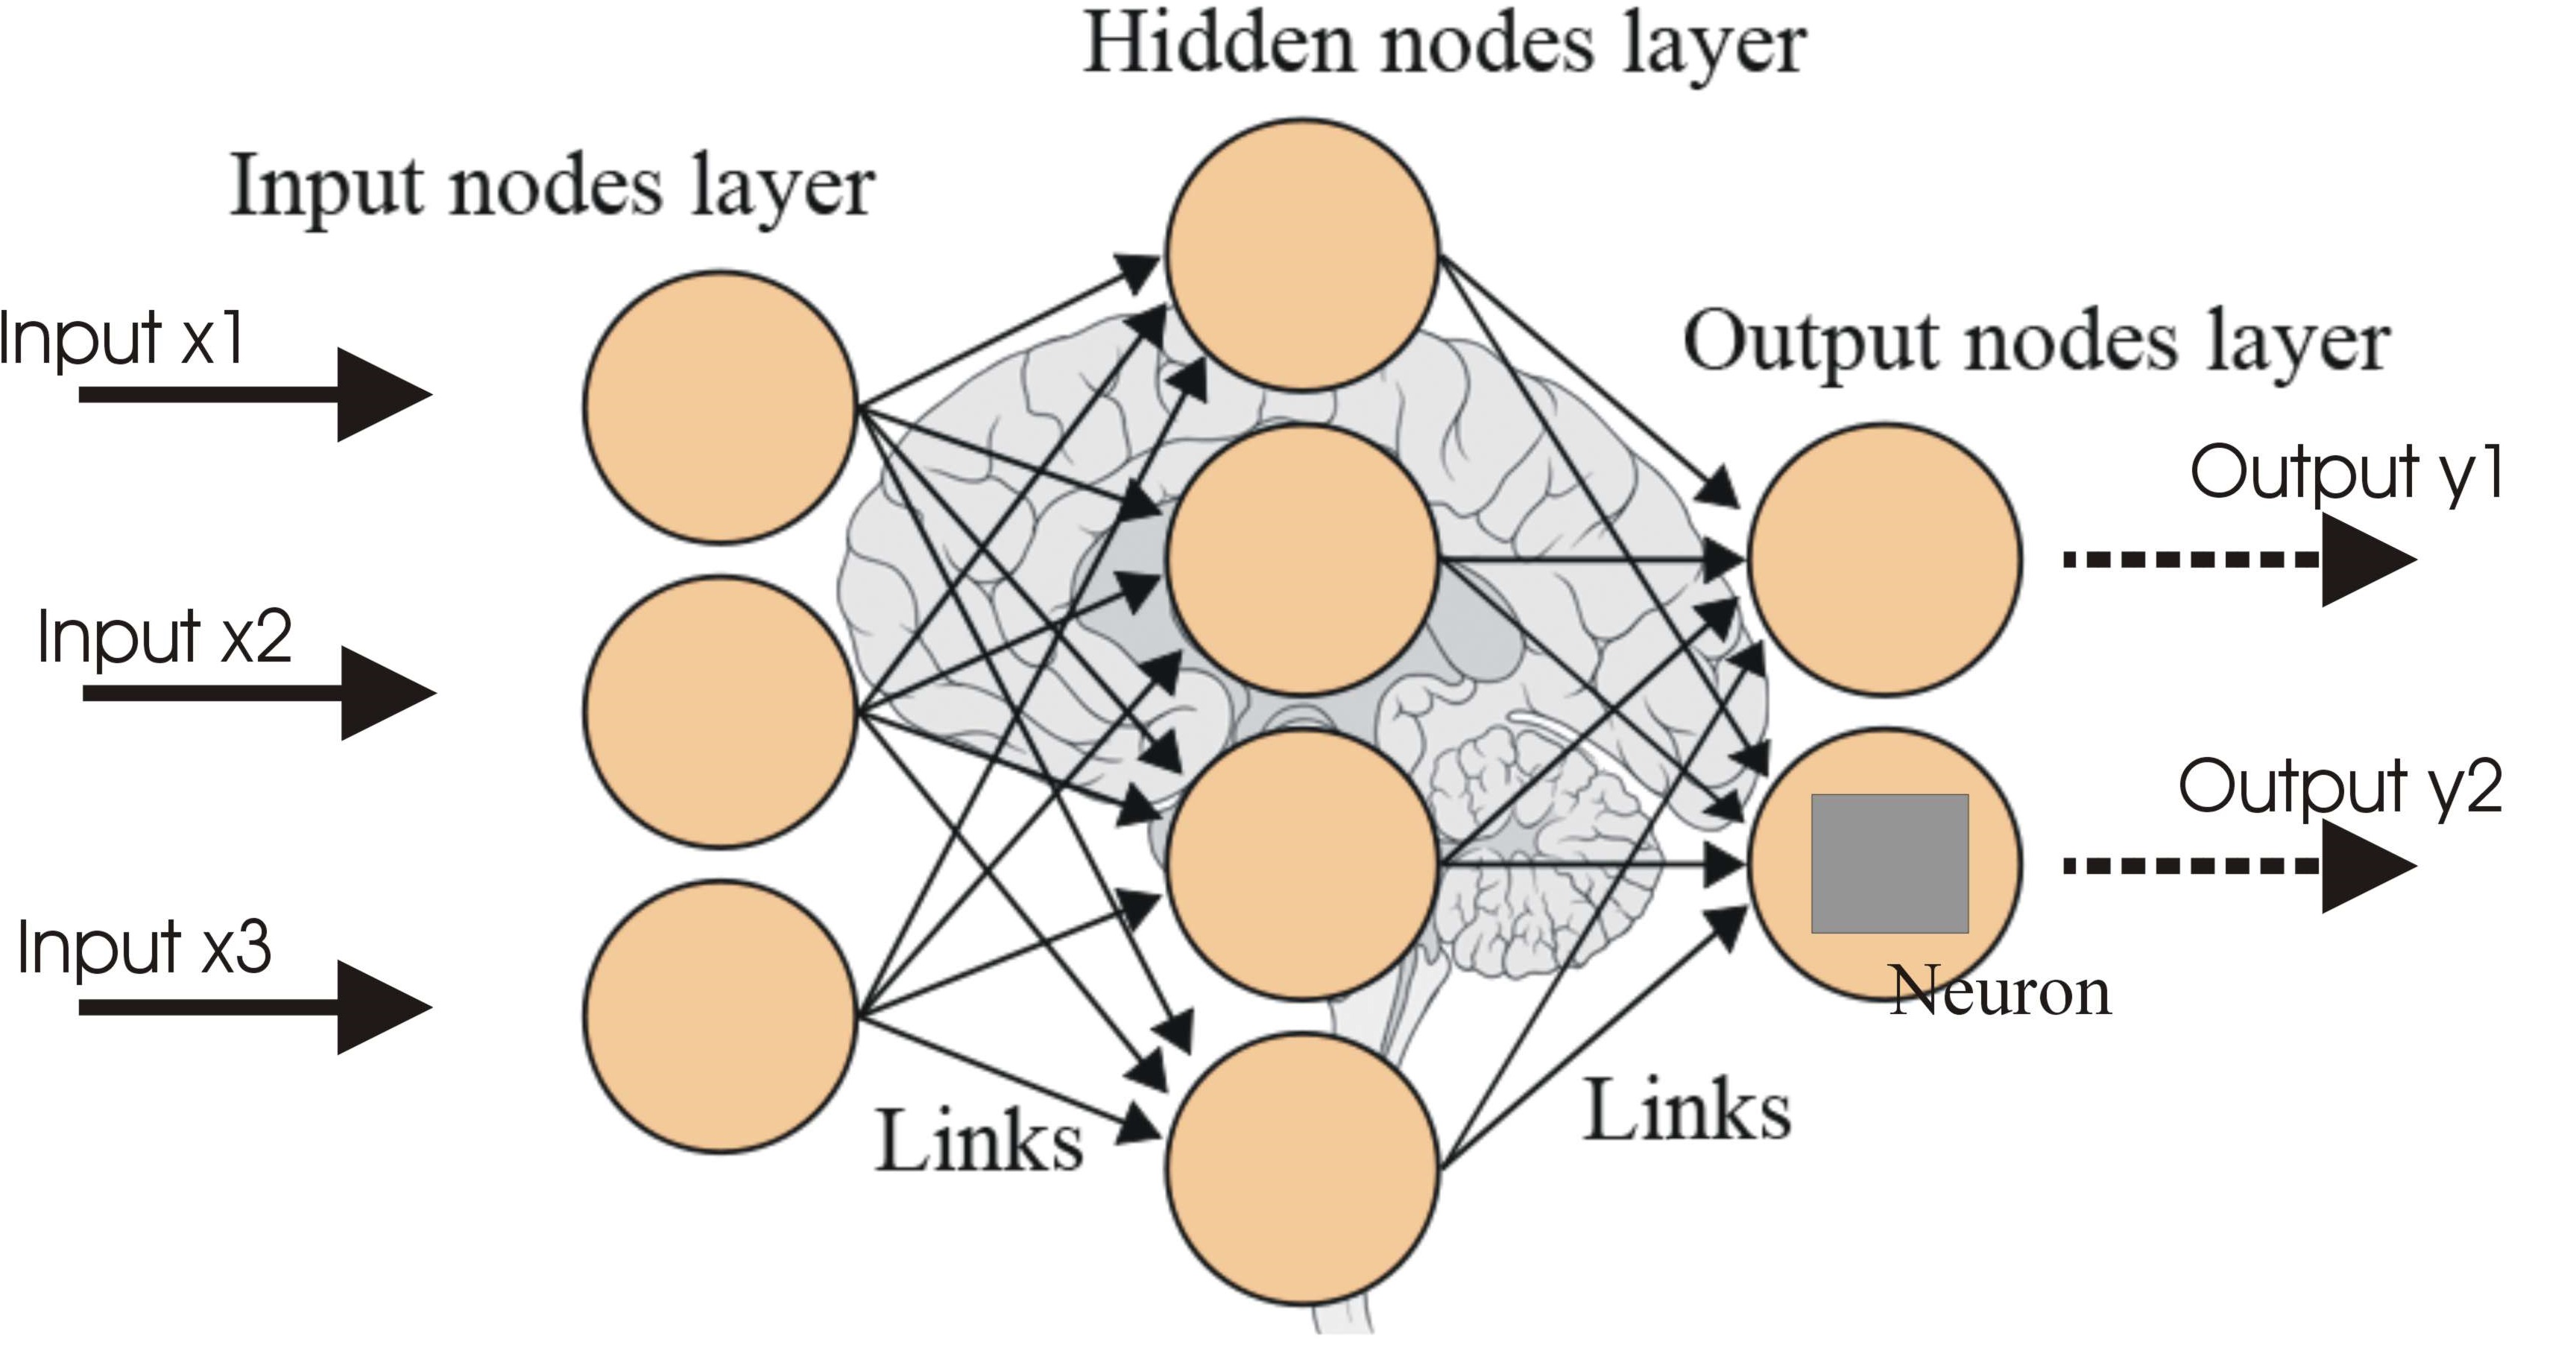 Hidden nodes layer
Input nodes layer
Output nodes layer
Input x1
Input x2
Input x3
Output y1
Output y2
Neuron
Links
Links